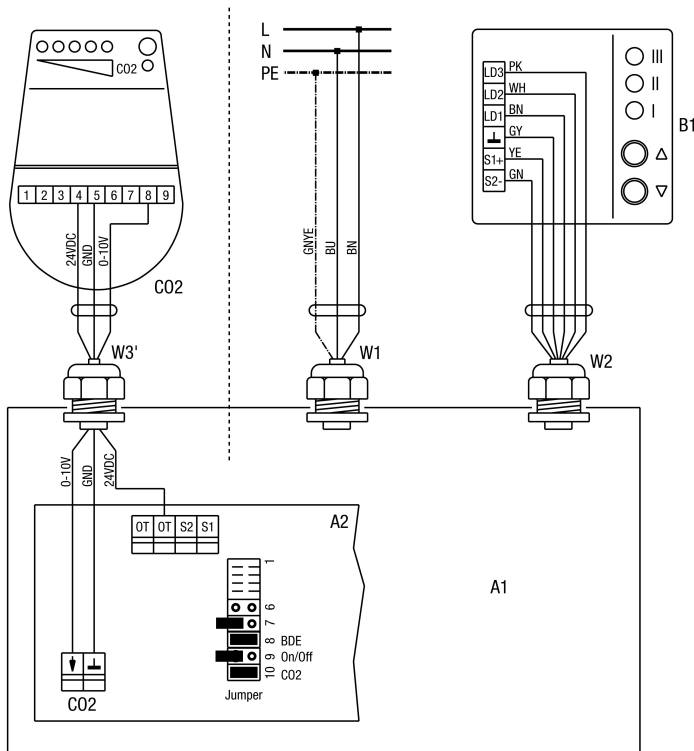 CO2
1 2 3 4 5 6 7 8 9
24VDC
GND
0-10V
CO2
W3'
L
N
PE
GNYE
BU
BN
W1
LD3 PK
LD2 WH
LD1 BN
GY
S1+ YE
S2- GN
III
II
I
B1
W2
0-10V
GND
24VDC
OT OT S2 S1
A2
A1
1
6
7
8 BDE
9 On/Off
10 CO2
Jumper
CO2